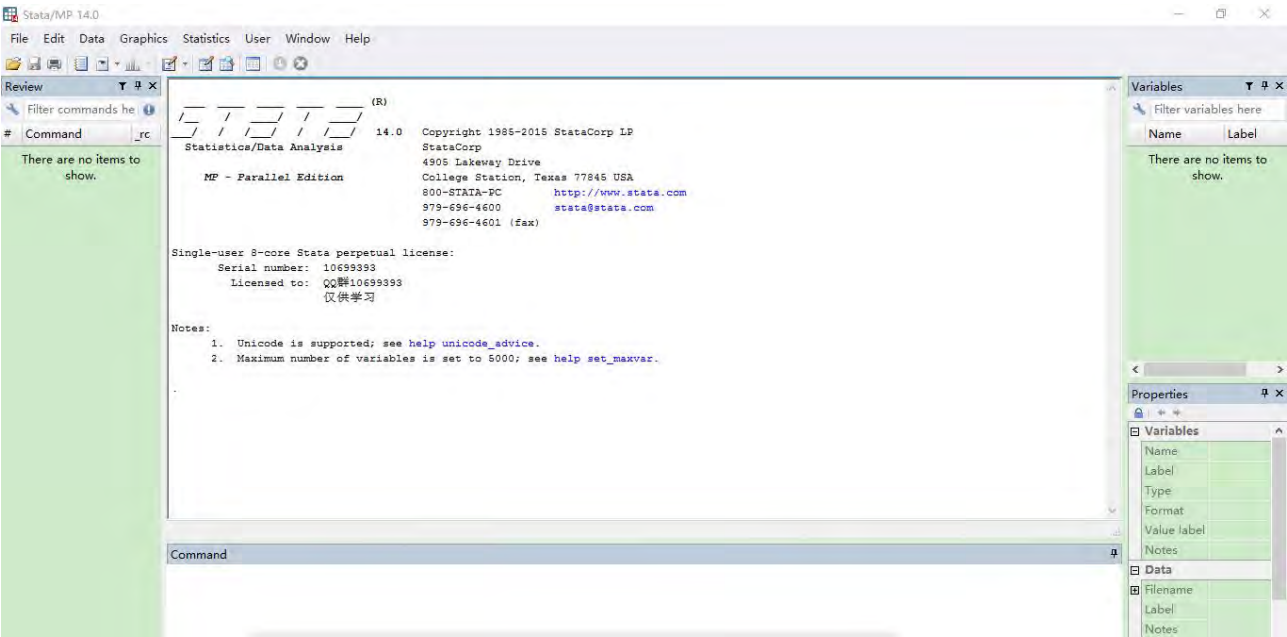 Stata/MP 14.0
File Edit Data Graphics Statistics User Window Help
Review
Filter commands he
# Command _rc
There are no items to
show.
(R)
14.0 Copyright 1985-2015 StataCorp LP
Statistics/Data Analysis StataCorp
4905 Lakeway Drive
MP - Parallel Edition College Station, Texas 77845 USA
800-STATA-PC http://www.stata.com
979-696-4600 stata@stata.com
979-696-4601 (fax)
Single-user 8-core Stata perpetual license:
Serial number: 10699393
Licensed to: QQ群10699393
仅供学习
Notes:
1. Unicode is supported; see help unicode_advice.
2. Maximum number of variables is set to 5000; see help set_maxvar.
.
Command
Variables
Filter variables here
Name Label
There are no items to
show.
Properties
Variables
Name
Label
Type
Format
Value label
Notes
Data
Filename
Label
Notes